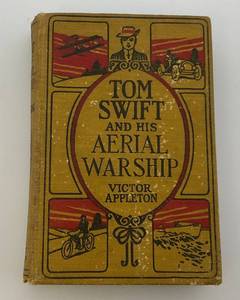 TOM
SWIFT
AND HIS
AERIAL
WARSHIP
VICTOR
APPLETON